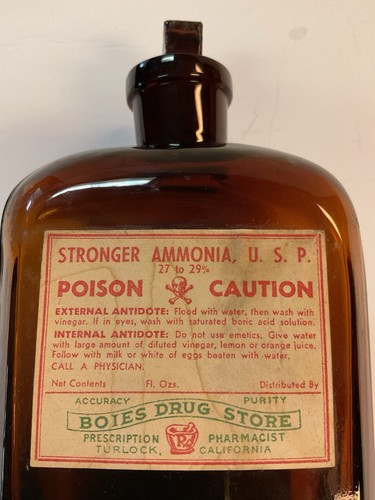 STRONGER AMMONIA, U. S. P.
27 to 29%
POISON CAUTION
EXTERNAL ANTIDOTE: Flood with water, then wash with
vinegar. If in eyes, wash with saturated boric acid solution.
INTERNAL ANTIDOTE: Do not use emetics. Give water
with large amount of diluted vinegar, lemon or orange juice.
Follow with milk or white of eggs beaten with water.
CALL A PHYSICIAN.
Net Contents Fl. Ozs. Distributed By
ACCURACY PURITY
BOIES DRUG STORE
PRESCRIPTION Rx PHARMACIST
TURLOCK, CALIFORNIA